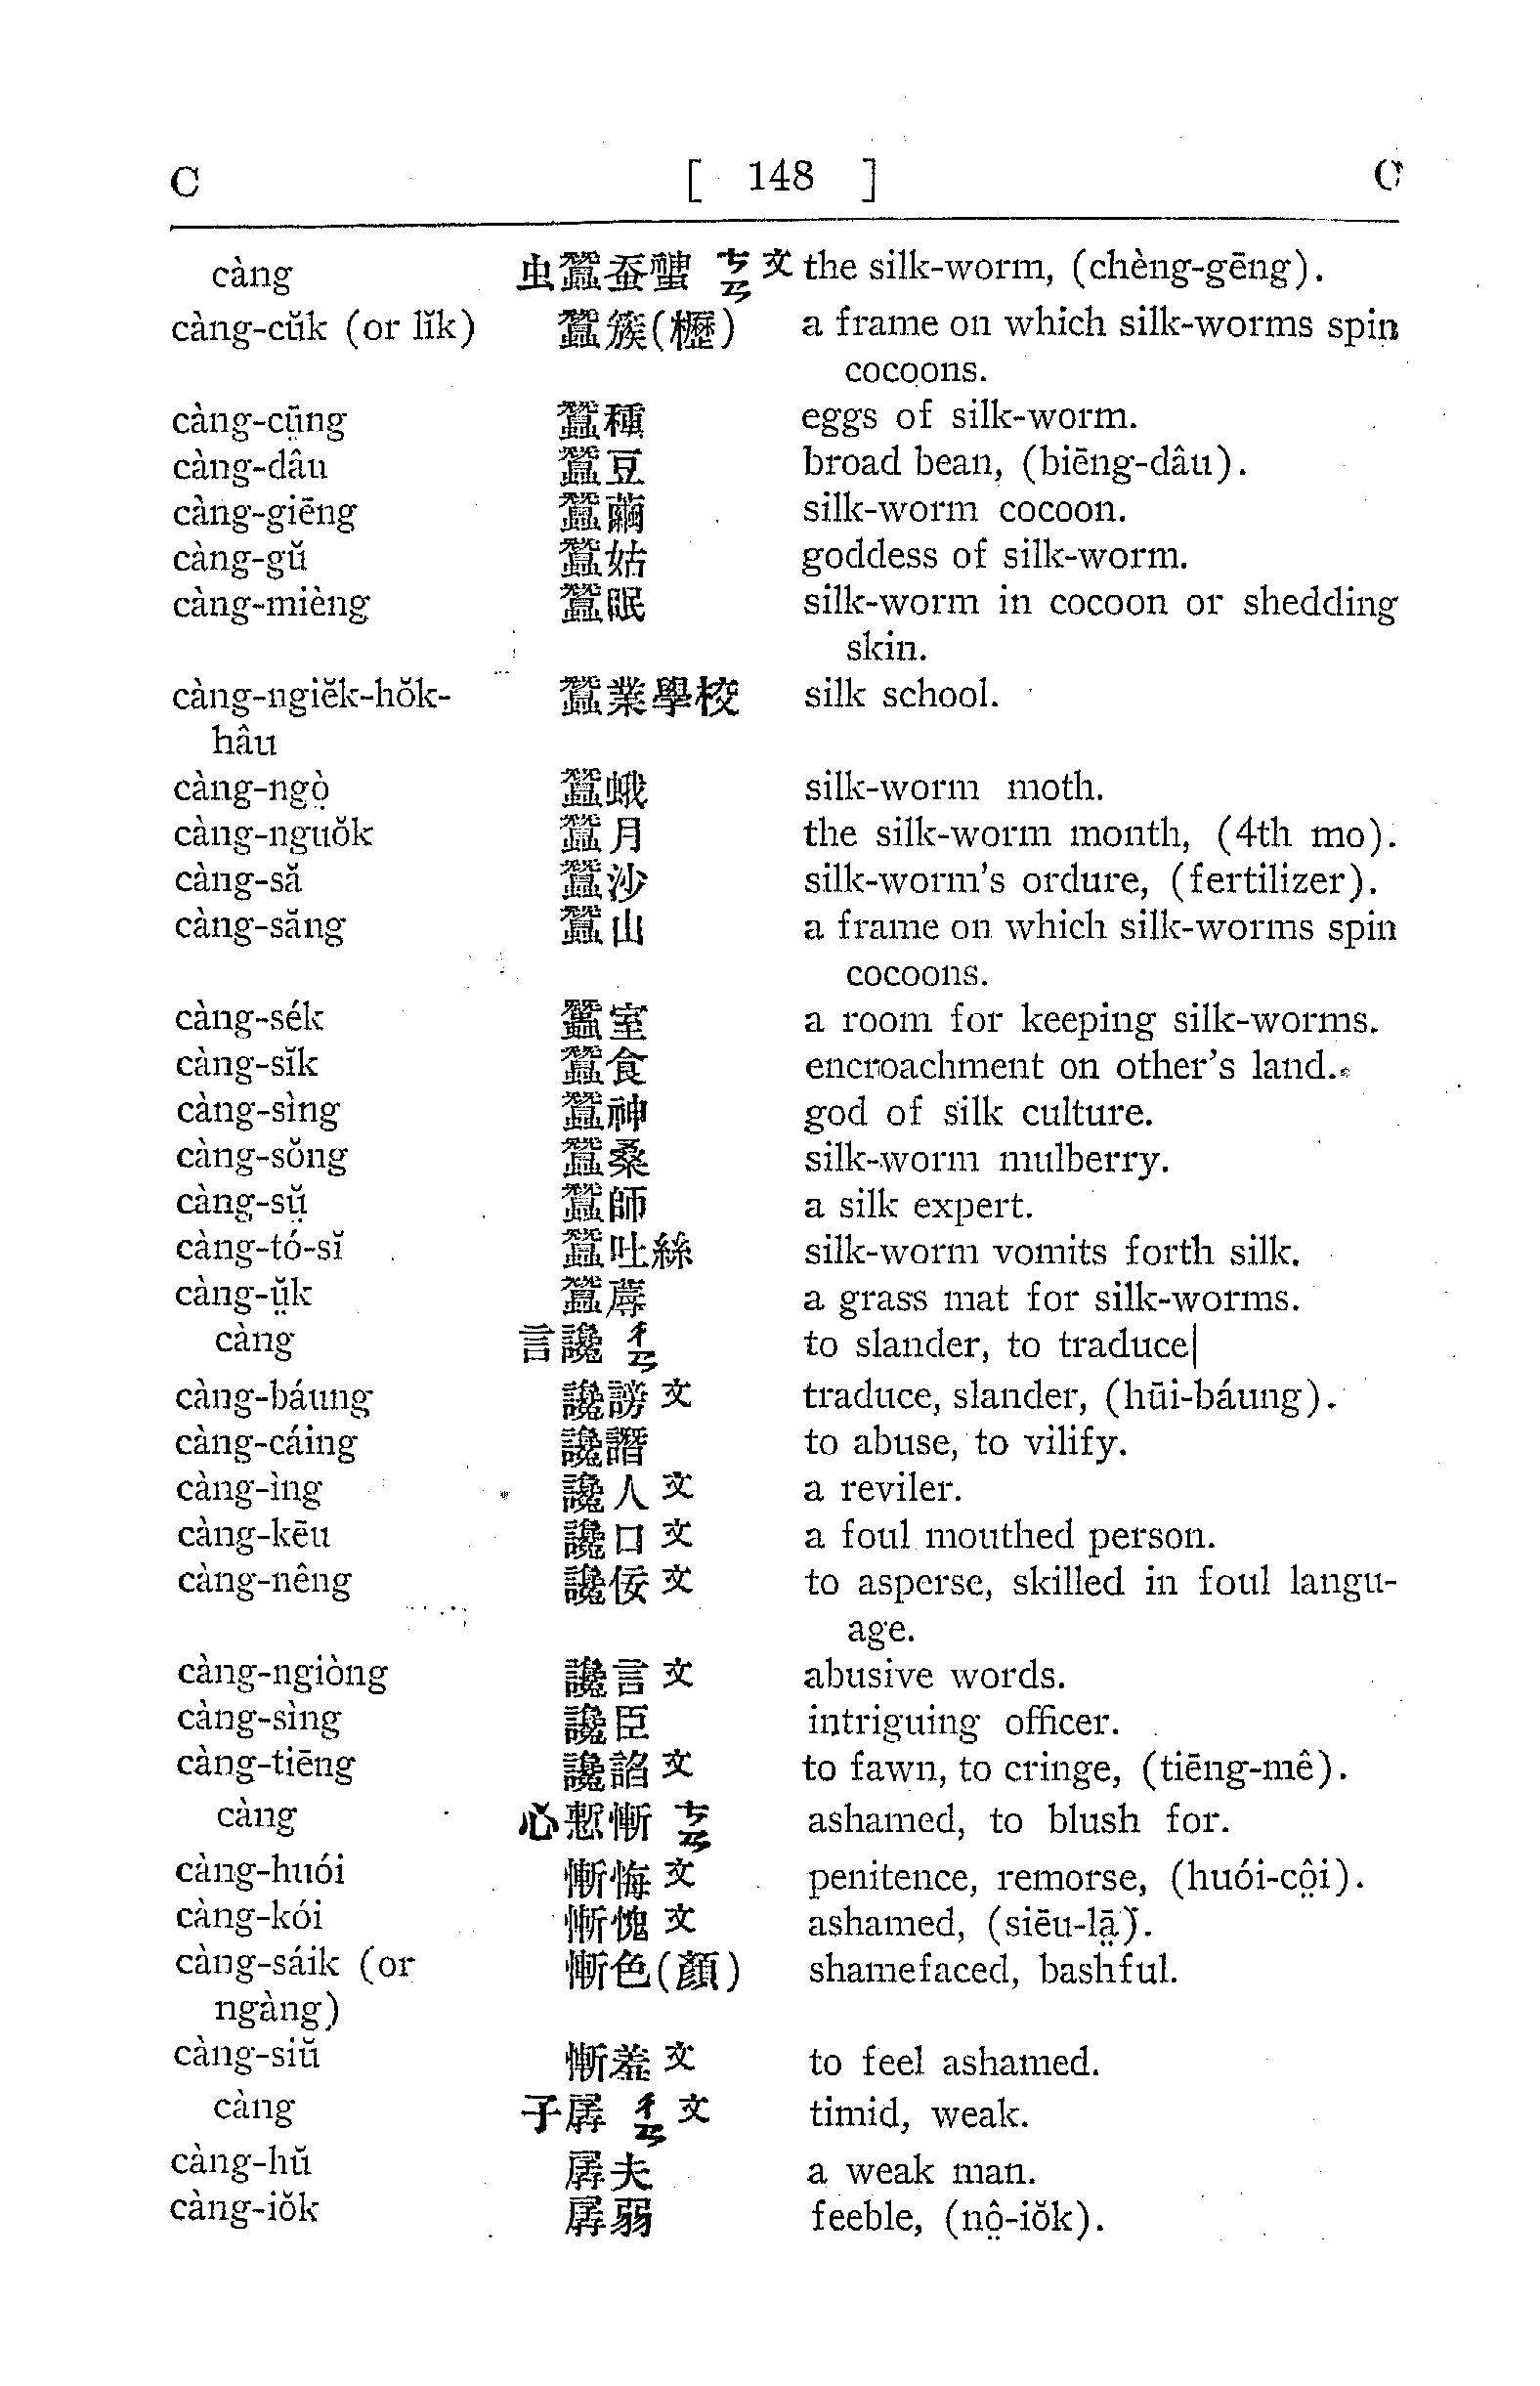 C [ 148 ] C
càng 虫蠶蚕蠺 ㄘㄢ 文 the silk-worm, (chèng-gēng).
càng-cŭk (or lĭk) 蠶簇(櫪) a frame on which silk-worms spin
cocoons.
càng-cṳ̄ng 蠶種 eggs of silk-worm.
càng-dâu 蠶豆 broad bean, (biēng-dâu).
càng-giēng 蠶繭 silk-worm cocoon.
càng-gŭ 蠶姑 goddess of silk-worm.
càng-mièng 蠶眠 silk-worm in cocoon or shedding
skin.
càng-ngiĕk-hŏk- 蠶業學校 silk school.
hâu
càng-ngọ̀ 蠶蛾 silk-worm moth.
càng-nguŏk 蠶月 the silk-worm month, (4th mo).
càng-să 蠶沙 silk-worm's ordure, (fertilizer).
càng-săng 蠶山 a frame on which silk-worms spin
cocoons.
càng-sék 蠶室 a room for keeping silk-worms.
càng-sĭk 蠶食 encroachment on other's land.
càng-sìng 蠶神 god of silk culture.
càng-sŏng 蠶桑 silk-worm mulberry.
càng-sṳ̆ 蠶師 a silk expert.
càng-tó-sĭ 蠶吐絲 silk-worm vomits forth silk.
càng-ṳ̆k 蠶蓐 a grass mat for silk-worms.
càng 言讒 ㄔㄢ to slander, to traduce
càng-báung 讒謗 文 traduce, slander, (hūi-báung).
càng-cáing 讒譖 to abuse, to vilify.
càng-ìng 讒人 文 a reviler.
càng-kēu 讒口 文 a foul mouthed person.
càng-nêng 讒佞 文 to asperse, skilled in foul langu-
age.
càng-ngiòng 讒言 文 abusive words.
càng-sìng 讒臣 intriguing officer.
càng-tiēng 讒諂 文 to fawn, to cringe, (tiēng-mê).
càng 心慙慚 ㄘㄢ ashamed, to blush for.
càng-huói 慚悔 文 penitence, remorse, (huói-cô̤i).
càng-kói 慚愧 文 ashamed, (siēu-lā̤).
càng-sáik (or 慚色(顏) shamefaced, bashful.
ngàng)
càng-siŭ 慚羞 文 to feel ashamed.
càng 子孱 ㄔㄢ 文 timid, weak.
càng-hŭ 孱夫 a weak man.
càng-iŏk 孱弱 feeble, (nô̤-iŏk).